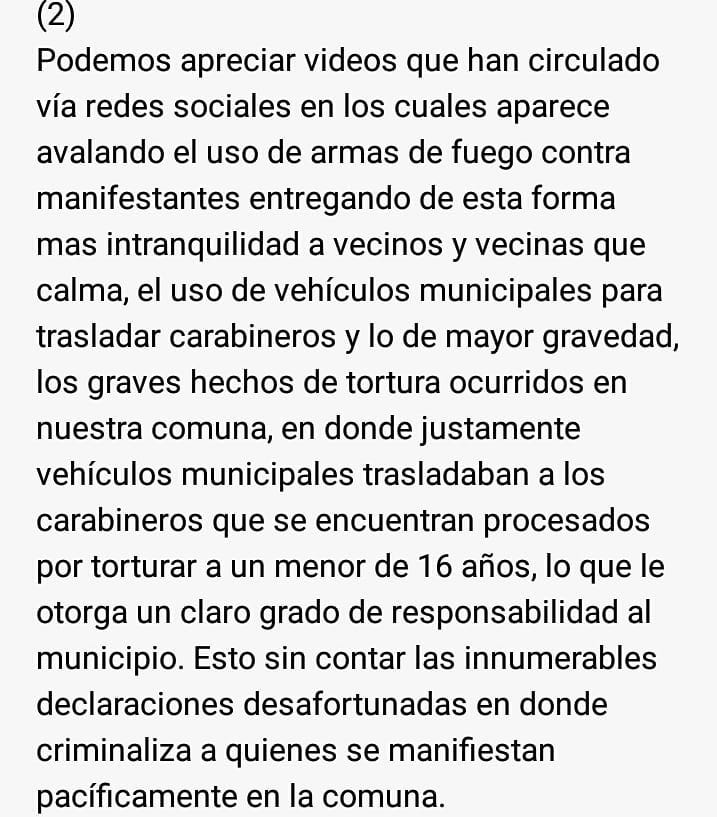 (2)
Podemos apreciar videos que han circulado
vía redes sociales en los cuales aparece
avalando el uso de armas de fuego contra
manifestantes entregando de esta forma
mas intranquilidad a vecinos y vecinas que
calma, el uso de vehículos municipales para
trasladar carabineros y lo de mayor gravedad,
los graves hechos de tortura ocurridos en
nuestra comuna, en donde justamente
vehículos municipales trasladaban a los
carabineros que se encuentran procesados
por torturar a un menor de 16 años, lo que le
otorga un claro grado de responsabilidad al
municipio. Esto sin contar las innumerables
declaraciones desafortunadas en donde
criminaliza a quienes se manifiestan
pacíficamente en la comuna.